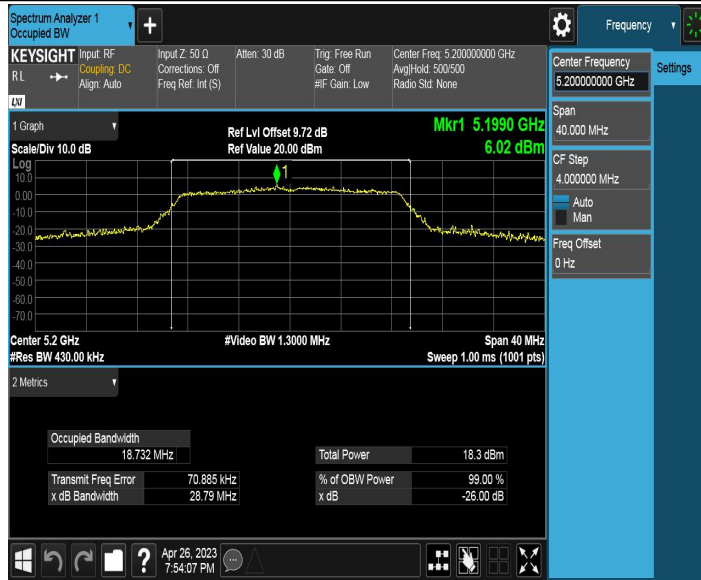 Spectrum Analyzer 1
Occupied BW
Frequency
KEYSIGHT
RL
LXI
Input: RF
Coupling: DC
Align: Auto
Input Z: 50 Ω
Corrections: Off
Freq Ref: Int (S)
Atten: 30 dB
Trig: Free Run
Gate: Off
#IF Gain: Low
Center Freq: 5.200000000 GHz
Avg|Hold: 500/500
Radio Std: None
Center Frequency
5.200000000 GHz
Settings
Span
40.000 MHz
CF Step
4.000000 MHz
Auto
Man
Freq Offset
0 Hz
1 Graph
Scale/Div 10.0 dB
Ref Lvl Offset 9.72 dB
Ref Value 20.00 dBm
Mkr1 5.1990 GHz
6.02 dBm
Log
10.0
0.00
-10.0
-20.0
-30.0
-40.0
-50.0
-60.0
-70.0
1
Center 5.2 GHz
#Res BW 430.00 kHz
#Video BW 1.3000 MHz
Span 40 MHz
Sweep 1.00 ms (1001 pts)
2 Metrics
Occupied Bandwidth
18.732 MHz
Total Power 18.3 dBm
Transmit Freq Error 70.885 kHz
% of OBW Power 99.00 %
x dB Bandwidth 28.79 MHz
x dB -26.00 dB
?
Apr 26, 2023
7:54:07 PM